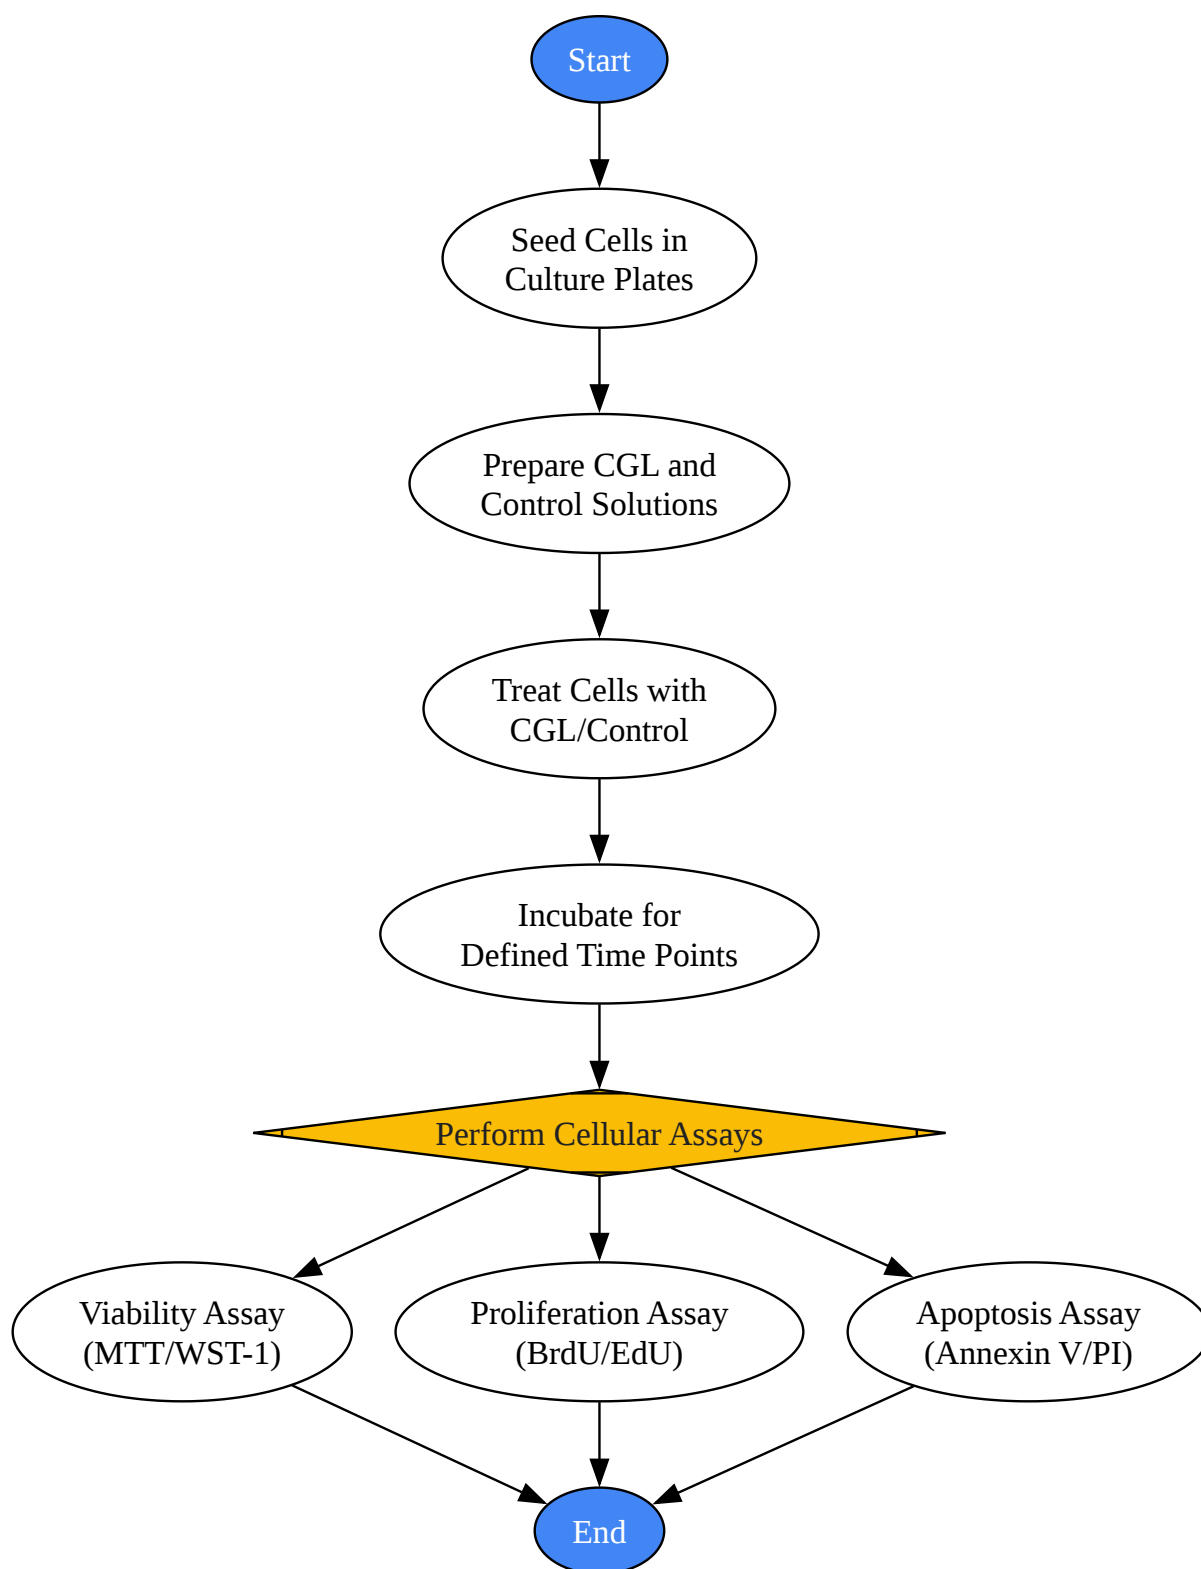 Start
Seed Cells in
Culture Plates
Prepare CGL and
Control Solutions
Treat Cells with
CGL/Control
Incubate for
Defined Time Points
Perform Cellular Assays
Viability Assay
(MTT/WST-1)
Proliferation Assay
(BrdU/EdU)
Apoptosis Assay
(Annexin V/PI)
End